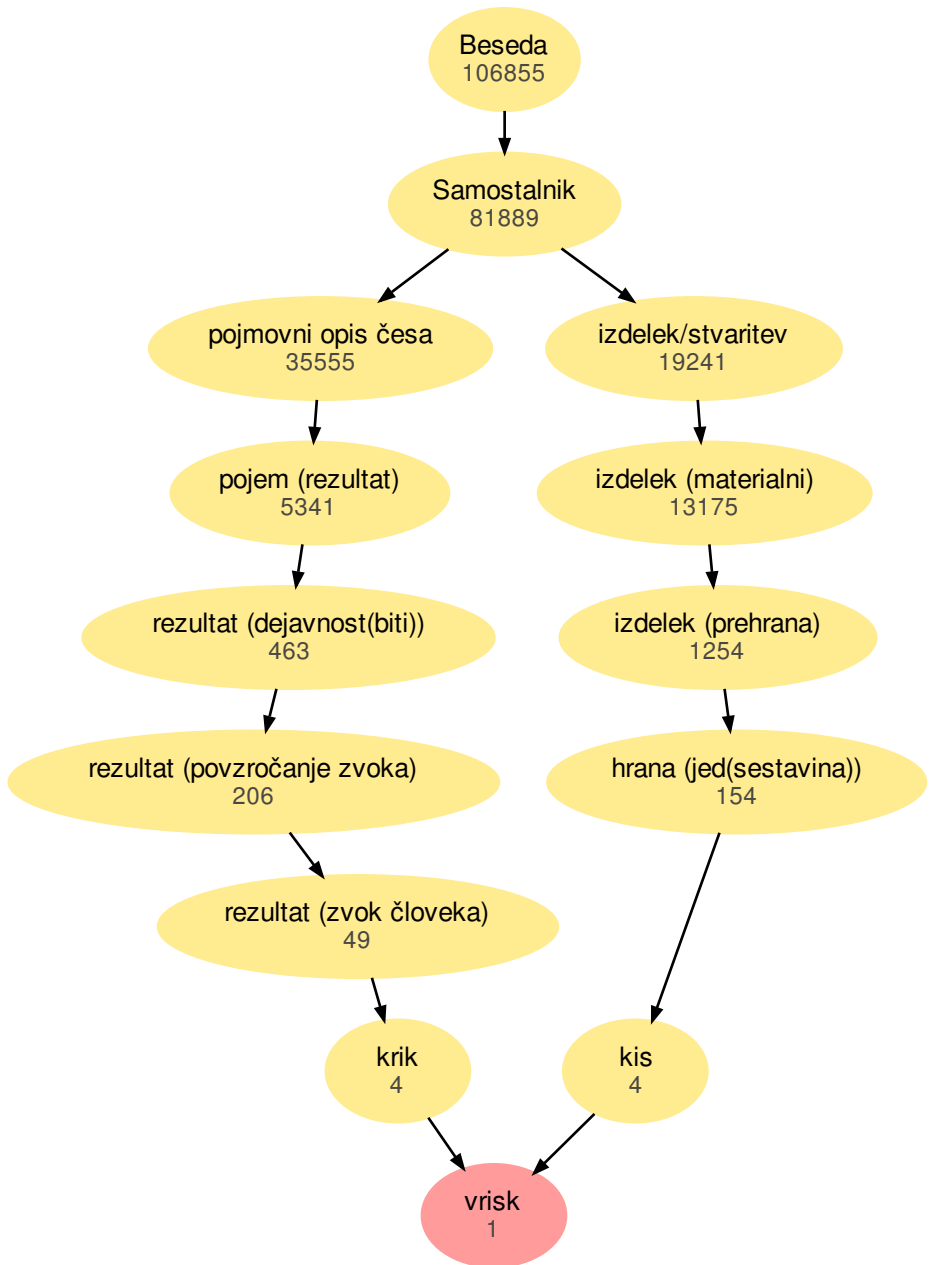 Beseda
106855
Samostalnik
81889
pojmovni opis česa
35555
izdelek/stvaritev
19241
pojem (rezultat)
5341
izdelek (materialni)
13175
rezultat (dejavnost(biti))
463
izdelek (prehrana)
1254
rezultat (povzročanje zvoka)
206
hrana (jed(sestavina))
154
rezultat (zvok človeka)
49
krik
4
kis
4
vrisk
1